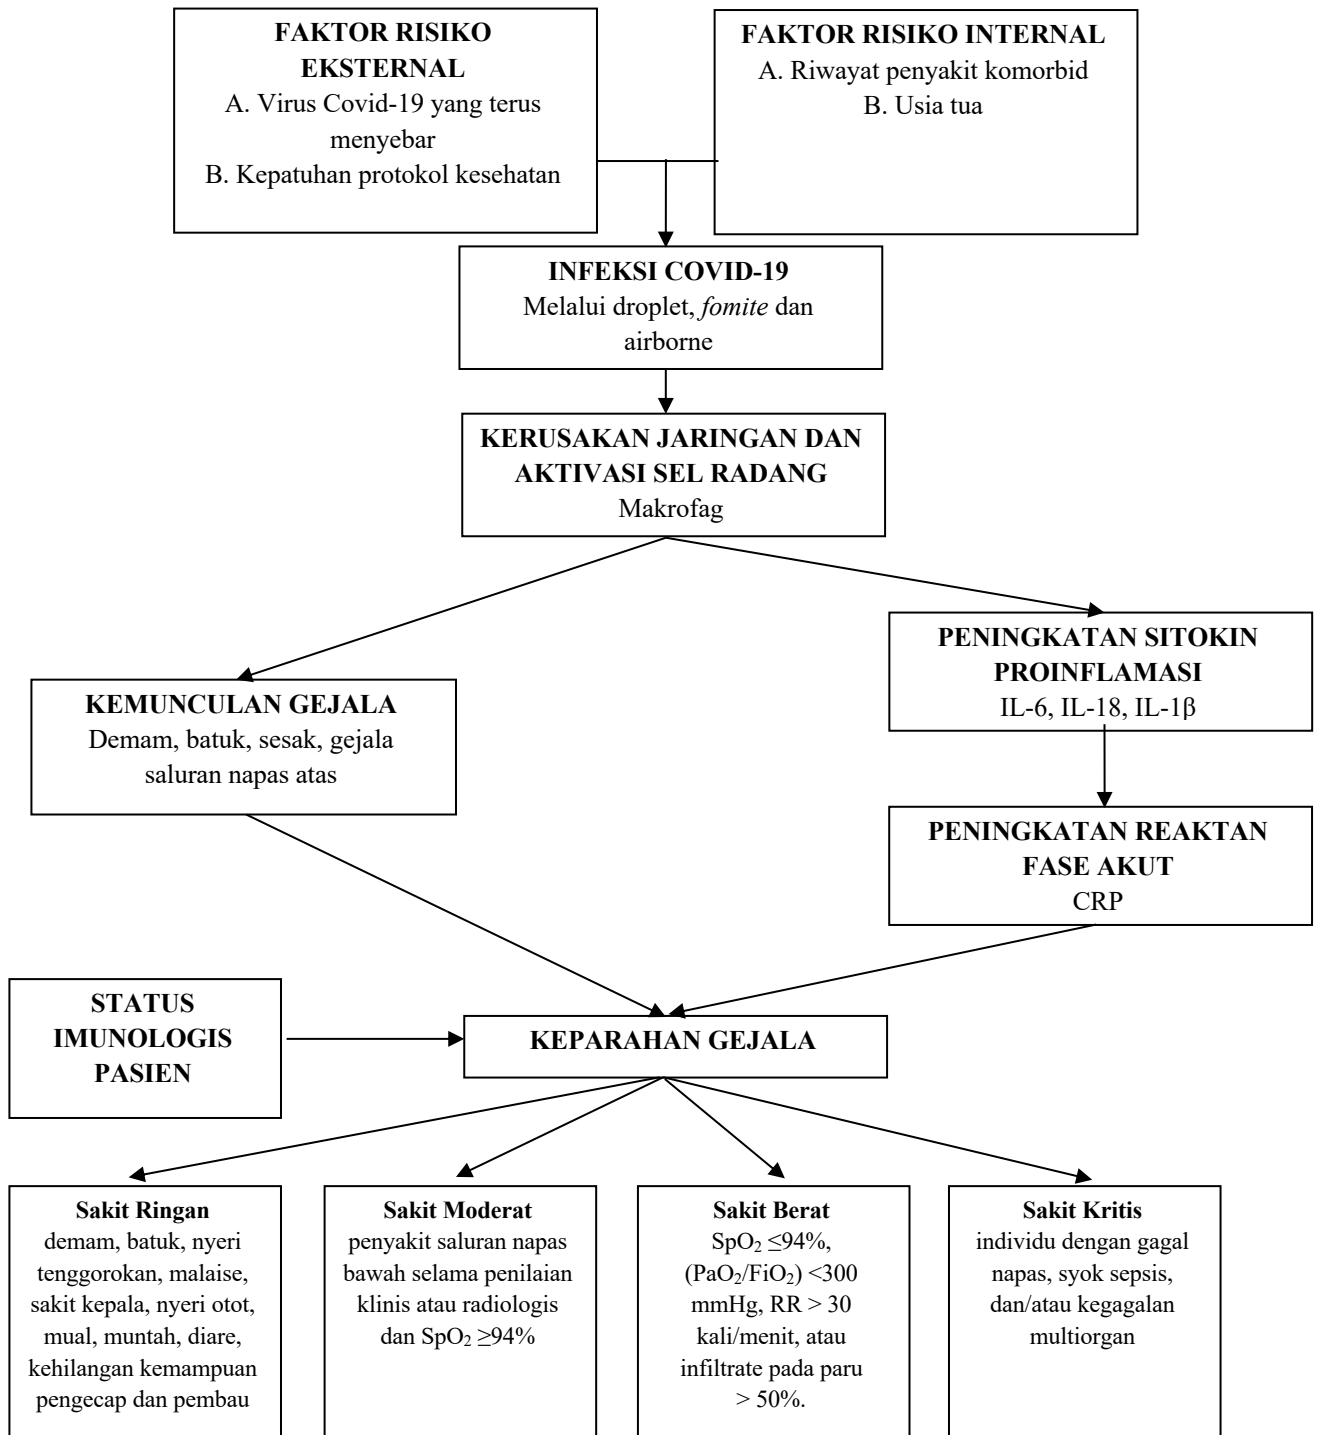 FAKTOR RISIKO
EKSTERNAL
A. Virus Covid-19 yang terus
menyebar
B. Kepatuhan protokol kesehatan
FAKTOR RISIKO INTERNAL
A. Riwayat penyakit komorbid
B. Usia tua
INFEKSI COVID-19
Melalui droplet, fomite dan
airborne
KERUSAKAN JARINGAN DAN
AKTIVASI SEL RADANG
Makrofag
PENINGKATAN SITOKIN
PROINFLAMASI
IL-6, IL-18, IL-1β
KEMUNCULAN GEJALA
Demam, batuk, sesak, gejala
saluran napas atas
PENINGKATAN REAKTAN
FASE AKUT
CRP
STATUS
IMUNOLOGIS
PASIEN
KEPARAHAN GEJALA
Sakit Ringan
demam, batuk, nyeri
tenggorokan, malaise,
sakit kepala, nyeri otot,
mual, muntah, diare,
kehilangan kemampuan
pengecap dan pembau
Sakit Moderat
penyakit saluran napas
bawah selama penilaian
klinis atau radiologis
dan SpO₂ ≥94%
Sakit Berat
SpO₂ ≤94%,
(PaO₂/FiO₂) <300
mmHg, RR > 30
kali/menit, atau
infiltrate pada paru
> 50%.
Sakit Kritis
individu dengan gagal
napas, syok sepsis,
dan/atau kegagalan
multiorgan